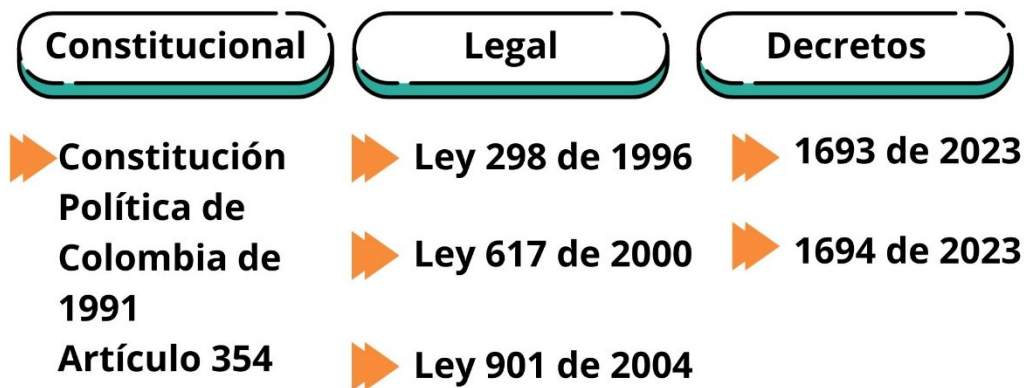 Constitucional
Constitución
Política de
Colombia de
1991
Artículo 354
Legal
Ley 298 de 1996
Ley 617 de 2000
Ley 901 de 2004
Decretos
1693 de 2023
1694 de 2023